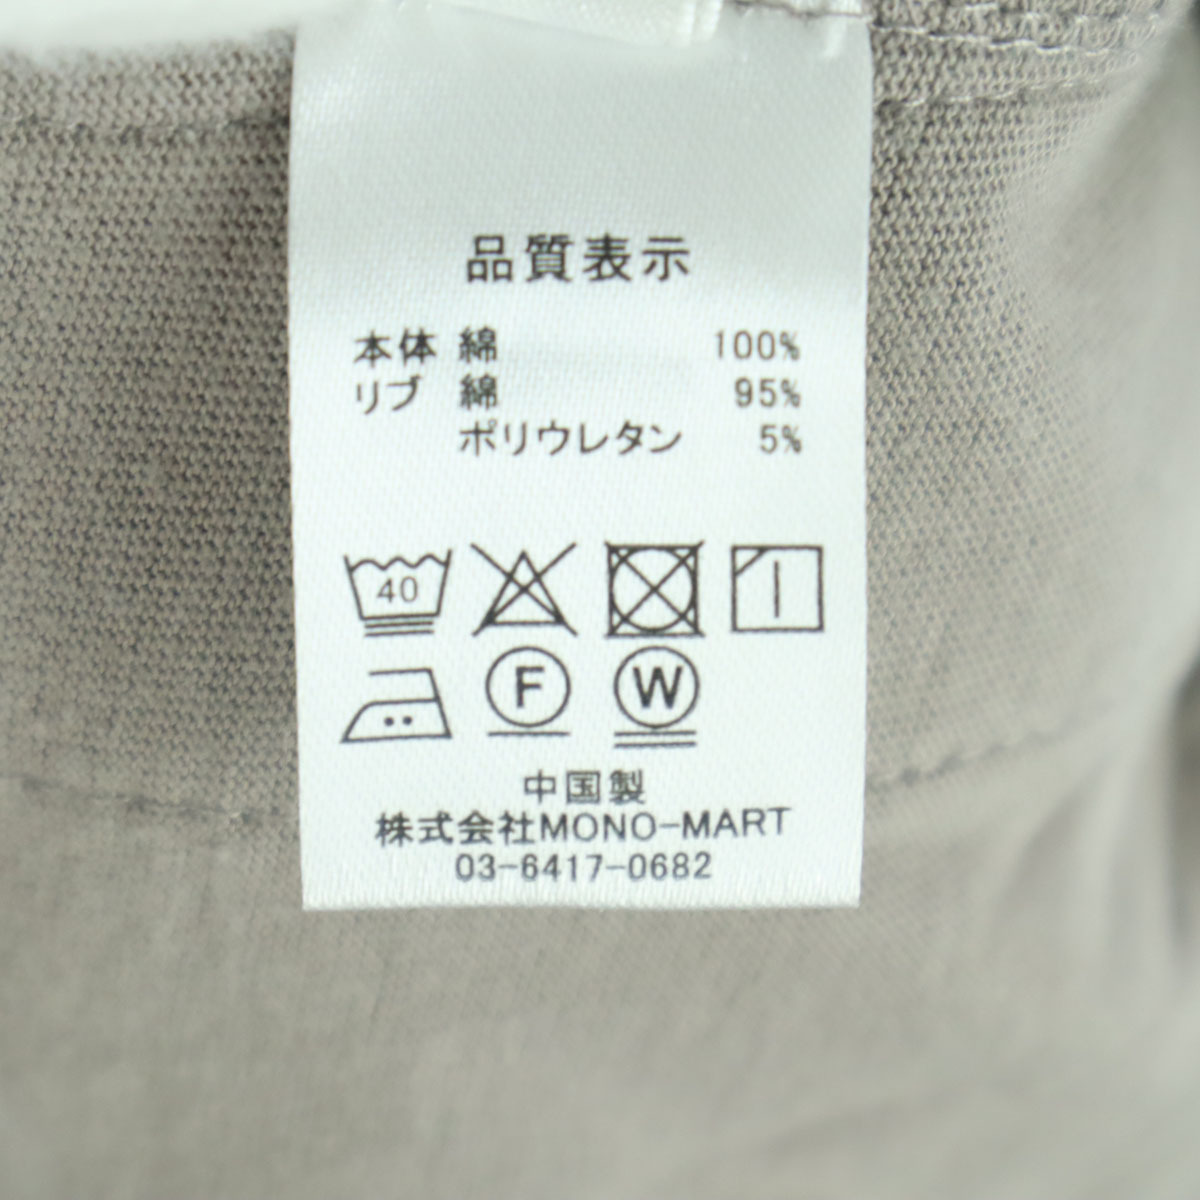 品質表示
本体 綿 100%
リブ 綿 95%
ポリウレタン 5%
40
F W
中国製
株式会社MONO-MART
03-6417-0682